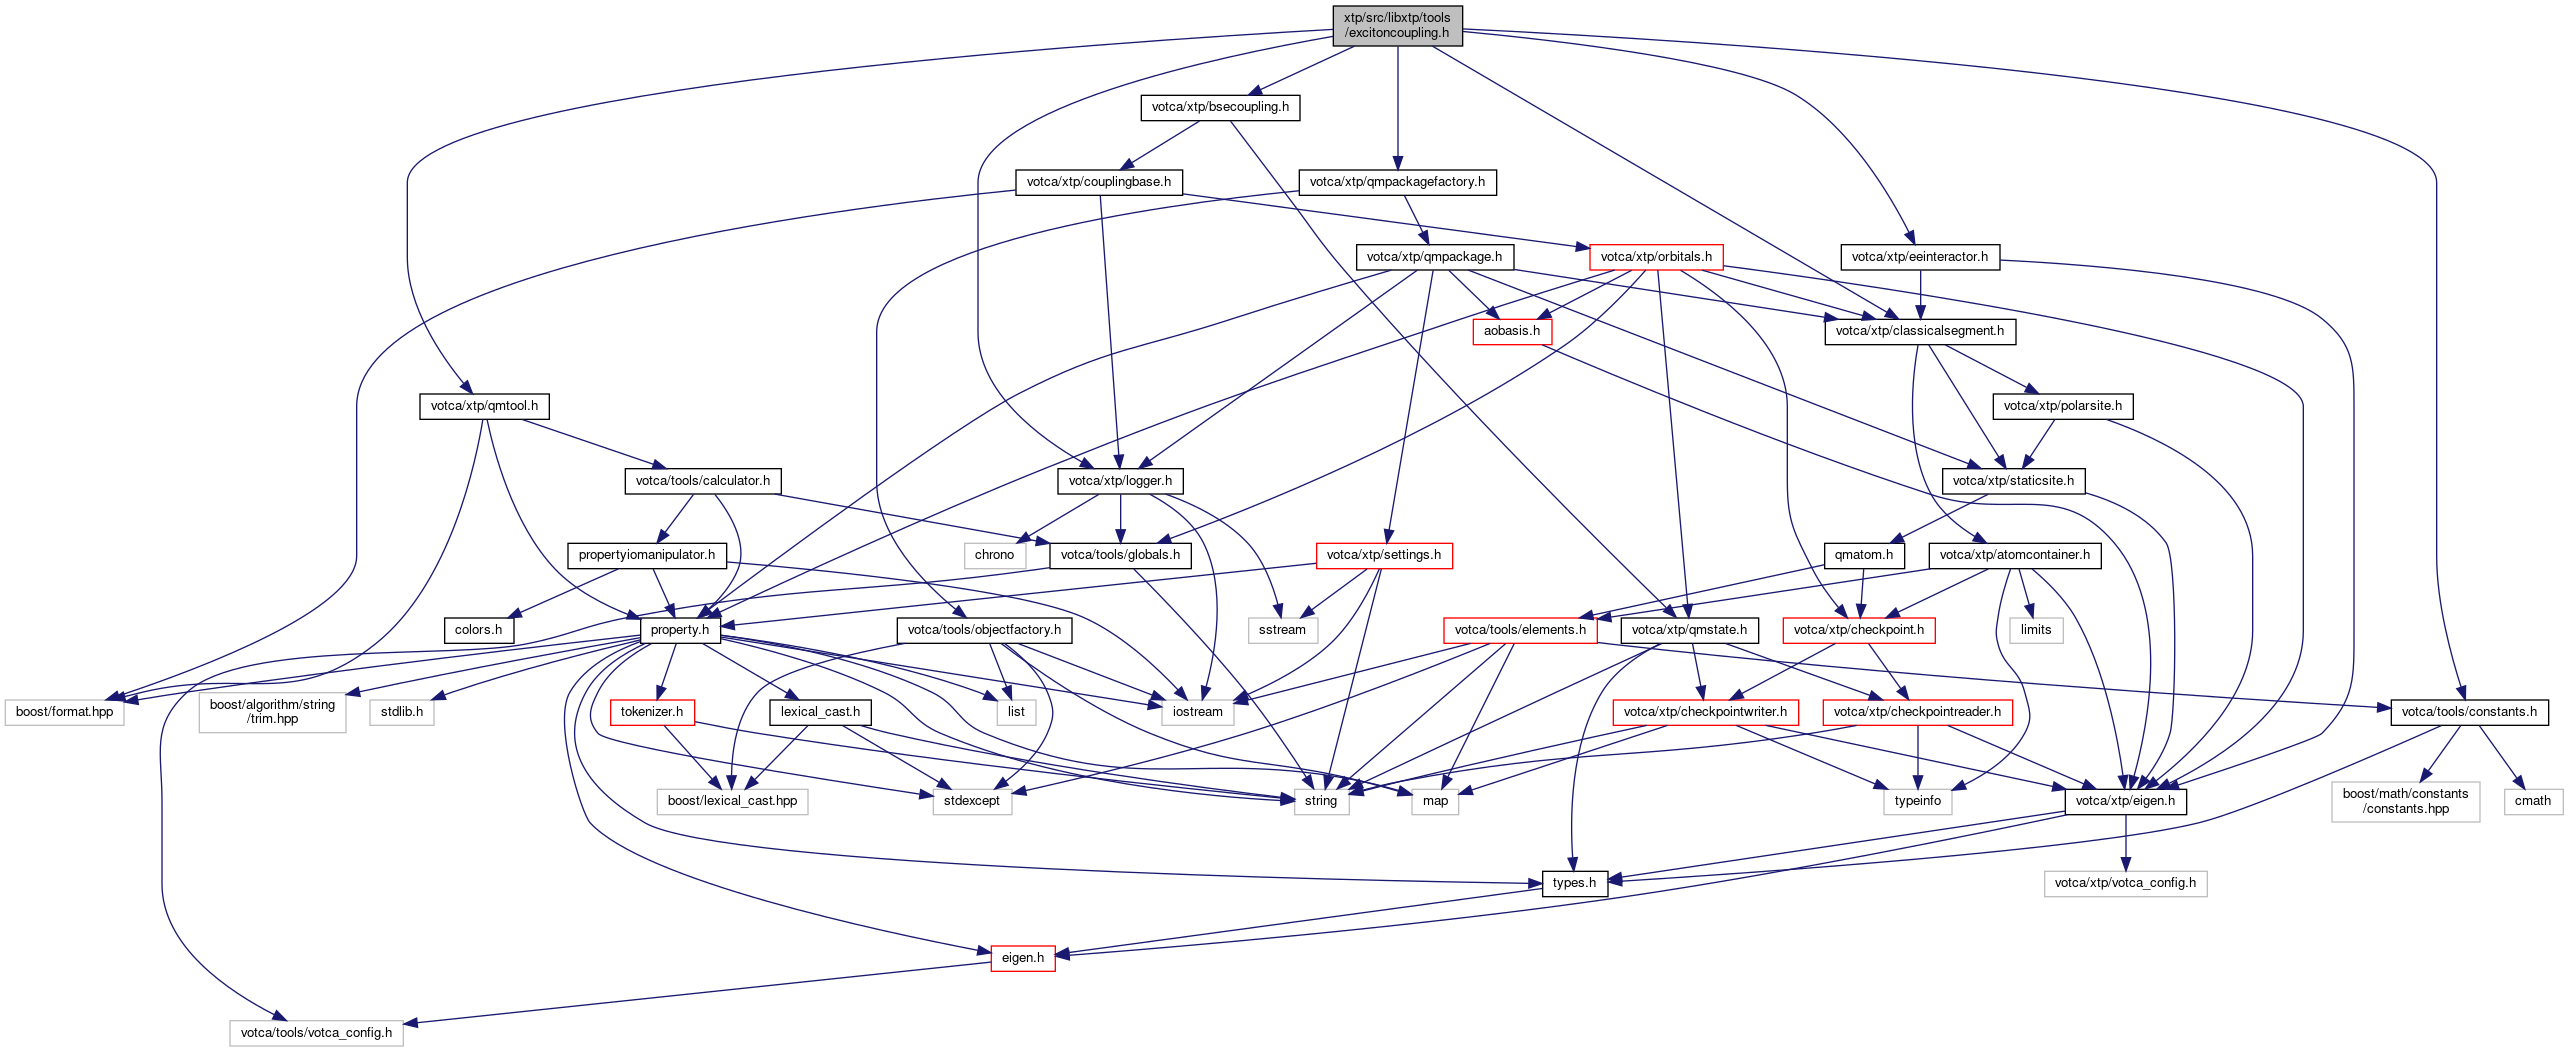 xtp/src/libxtp/tools
/excitoncoupling.h
votca/xtp/bsecoupling.h
votca/xtp/couplingbase.h
votca/xtp/qmpackagefactory.h
votca/xtp/qmpackage.h
votca/xtp/orbitals.h
votca/xtp/eeinteractor.h
aobasis.h
votca/xtp/classicalsegment.h
votca/xtp/qmtool.h
votca/xtp/polarsite.h
votca/tools/calculator.h
votca/xtp/logger.h
votca/xtp/staticsite.h
propertyiomanipulator.h
chrono
votca/tools/globals.h
votca/xtp/settings.h
qmatom.h
votca/xtp/atomcontainer.h
colors.h
property.h
votca/tools/objectfactory.h
sstream
votca/tools/elements.h
votca/xtp/qmstate.h
votca/xtp/checkpoint.h
limits
boost/format.hpp
boost/algorithm/string
/trim.hpp
stdlib.h
tokenizer.h
lexical_cast.h
list
iostream
votca/xtp/checkpointwriter.h
votca/xtp/checkpointreader.h
votca/tools/constants.h
boost/lexical_cast.hpp
stdexcept
string
map
typeinfo
votca/xtp/eigen.h
boost/math/constants
/constants.hpp
cmath
types.h
votca/xtp/votca_config.h
eigen.h
votca/tools/votca_config.h